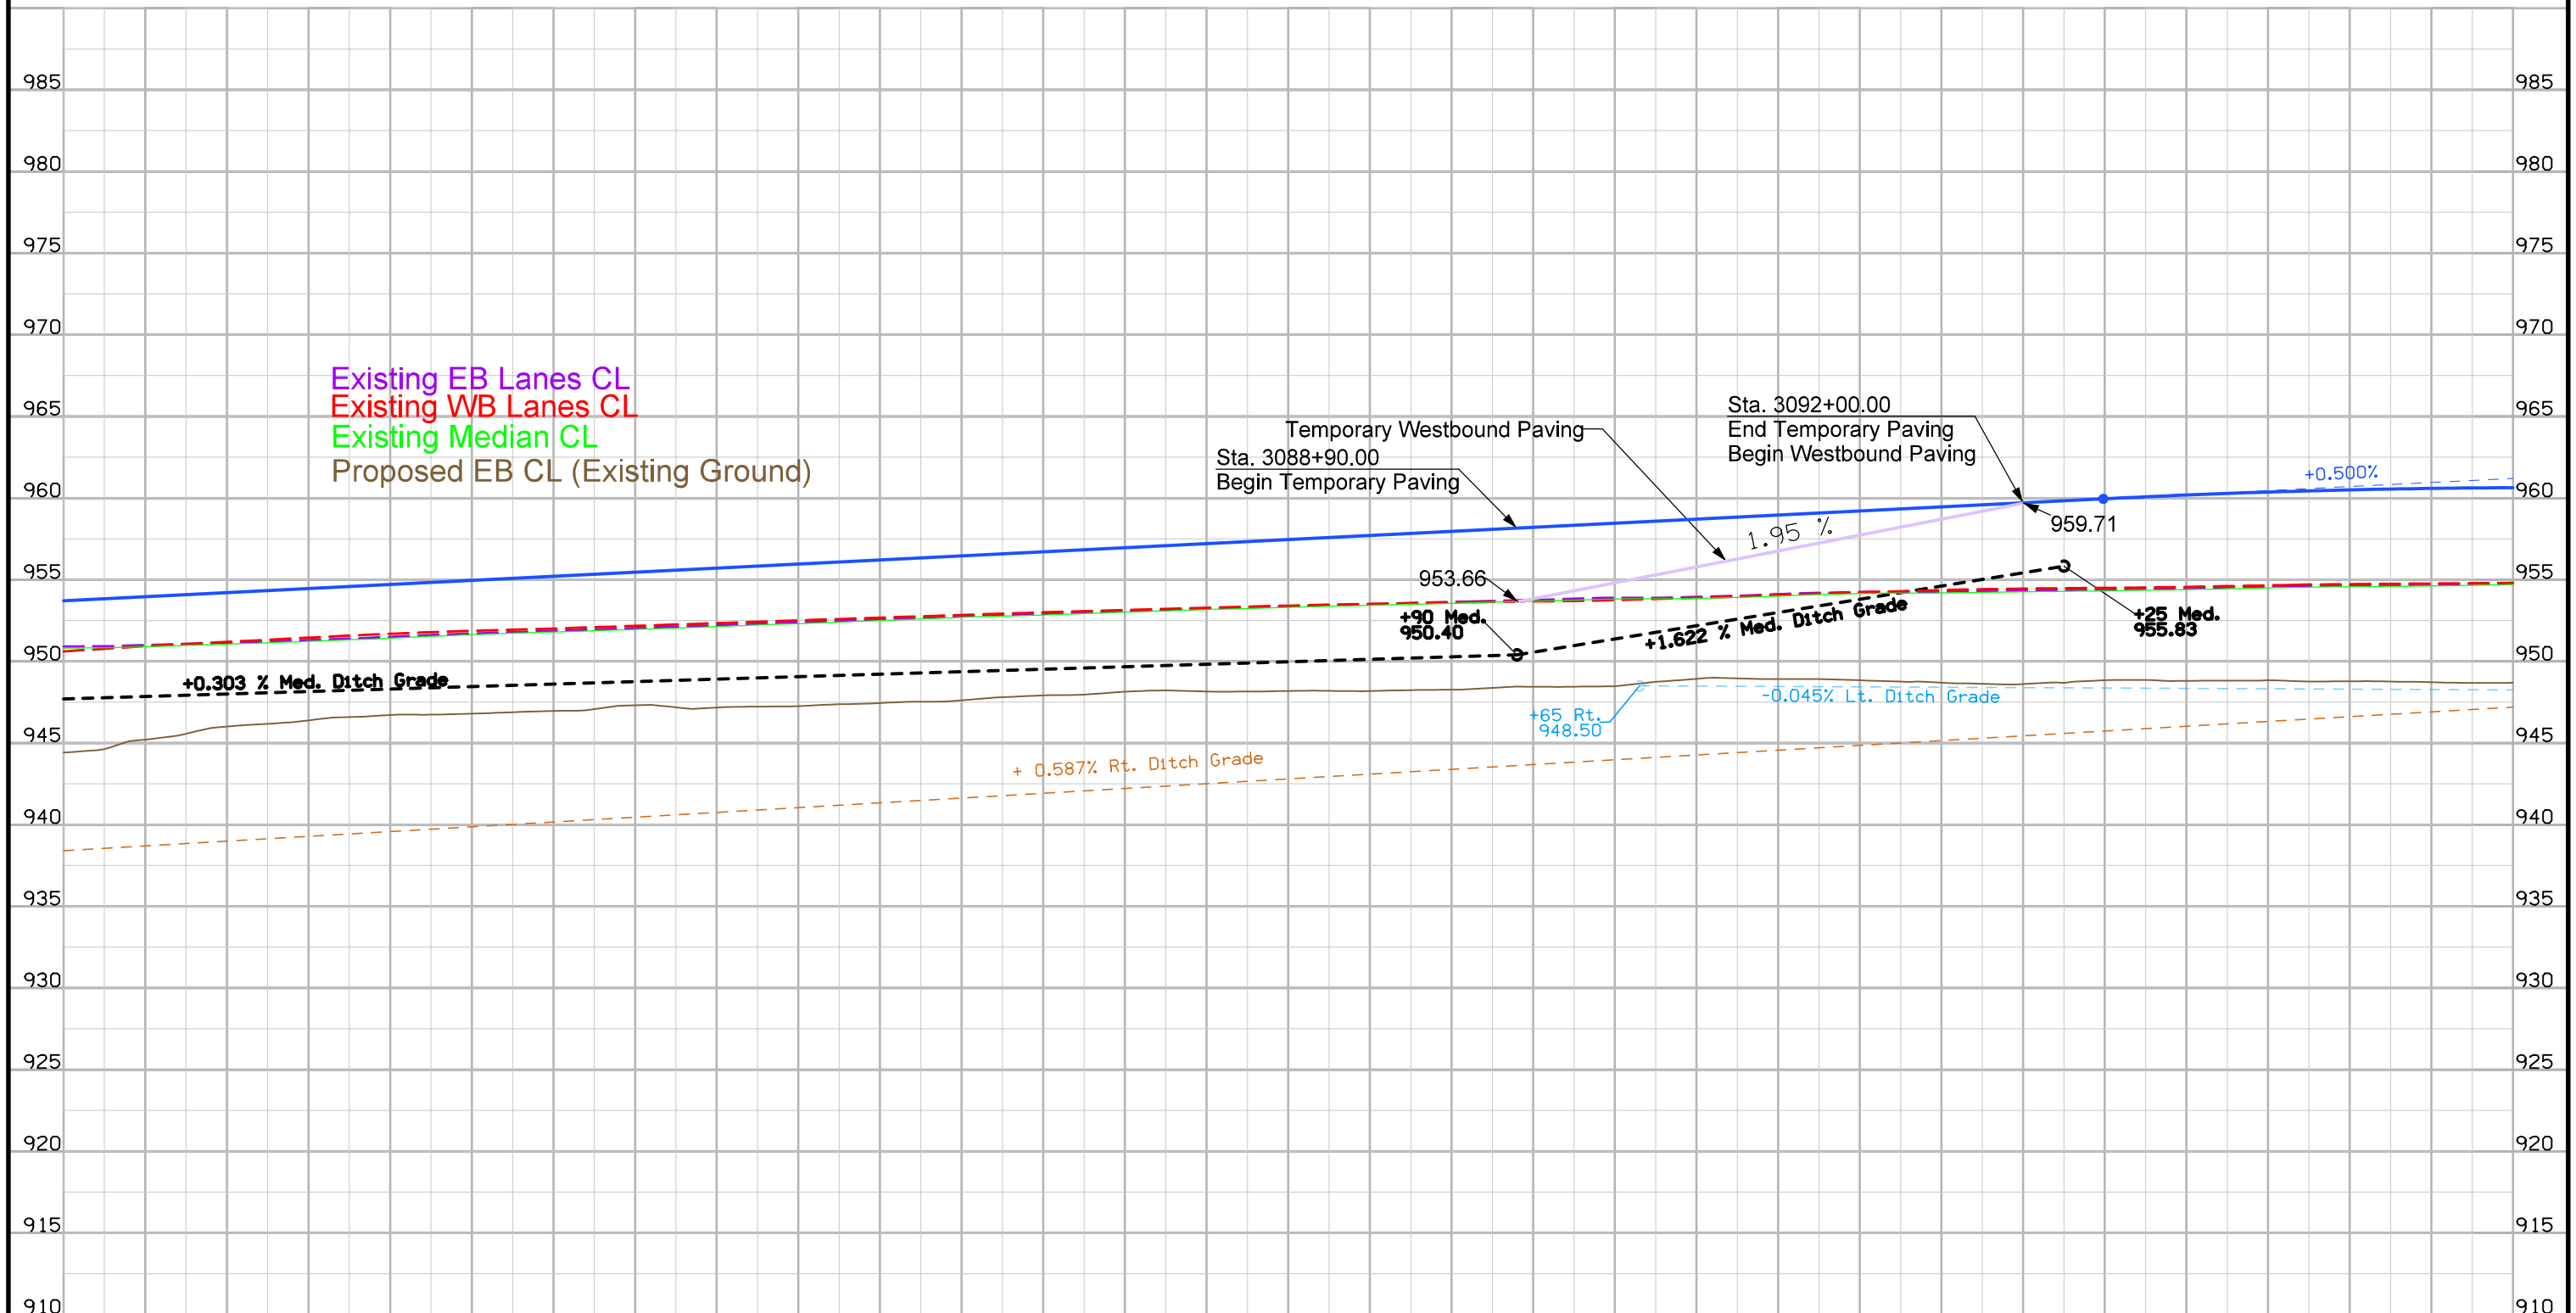 985 985
980 980
975 975
970 970
Existing EB Lanes CL
965 Existing WB Lanes CL 965
Existing Median CL
Proposed EB CL (Existing Ground)
Temporary Westbound Paving
Sta. 3088+90.00
Begin Temporary Paving
Sta. 3092+00.00
End Temporary Paving
Begin Westbound Paving
+0.500%
960 960
959.71
1.95 %
955 955
953.66
+90 Med.
950.40
+1.622 % Med. Ditch Grade
+25 Med.
955.83
950 950
+0.303 % Med. Ditch Grade
-0.045% Lt. Ditch Grade
+65 Rt.
948.50
945 945
+ 0.587% Rt. Ditch Grade
940 940
935 935
930 930
925 925
920 920
915 915
910 910